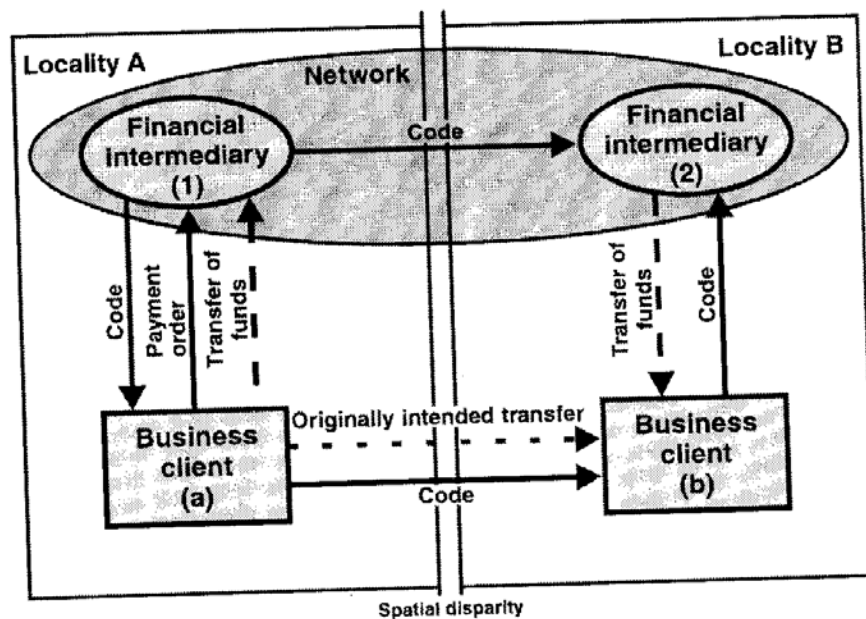 Locality A
Locality B
Network
Financial
intermediary
(1)
Code
Financial
intermediary
(2)
Code
Payment
order
Transfer of
funds
Transfer of
funds
Code
Originally intended transfer
Business
client
(a)
Code
Business
client
(b)
Spatial disparity